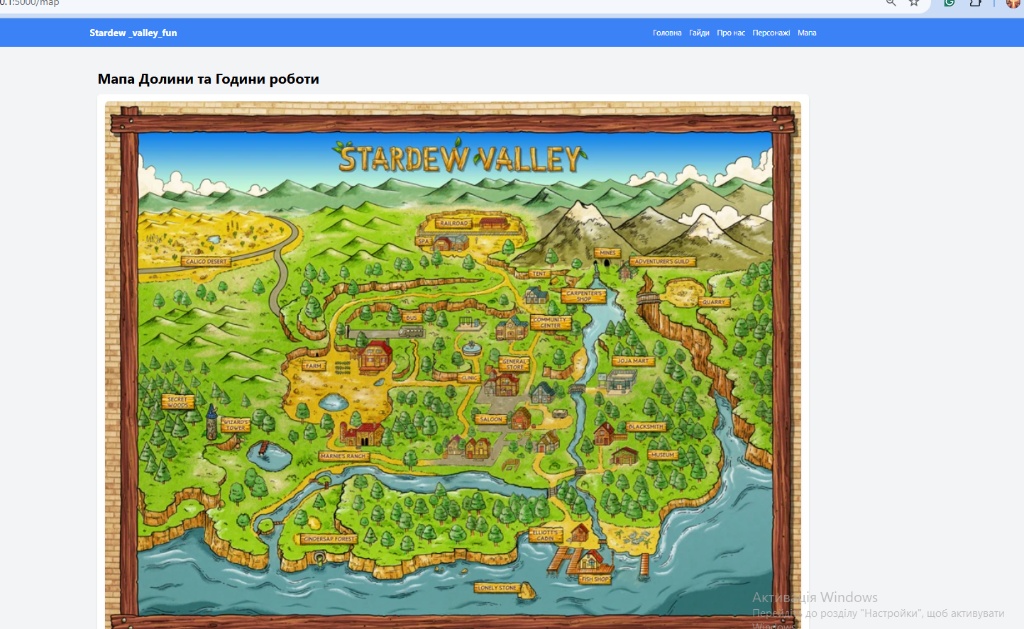 0.1:5000/map
Stardew _valley_fun
Головна Гайди Про нас Персонажі Мапа
Мапа Долини та Години роботи
STARDEW VALLEY
RAILROAD
SPA
CALICO DESERT
MINES
ADVENTURER'S GUILD
TENT
CARPENTER'S SHOP
QUARRY
BUS
COMMUNITY CENTER
FARM
GENERAL STORE
JOJA MART
CLINIC
SECRET WOODS
WIZARD'S TOWER
SALOON
BLACKSMITH
MARNIE'S RANCH
MUSEUM
CINDERSAP FOREST
ELLIOTT'S CABIN
FISH SHOP
LONELY STONE
Активація Windows
Перейдіть до розділу "Настройки", щоб активувати
Windows